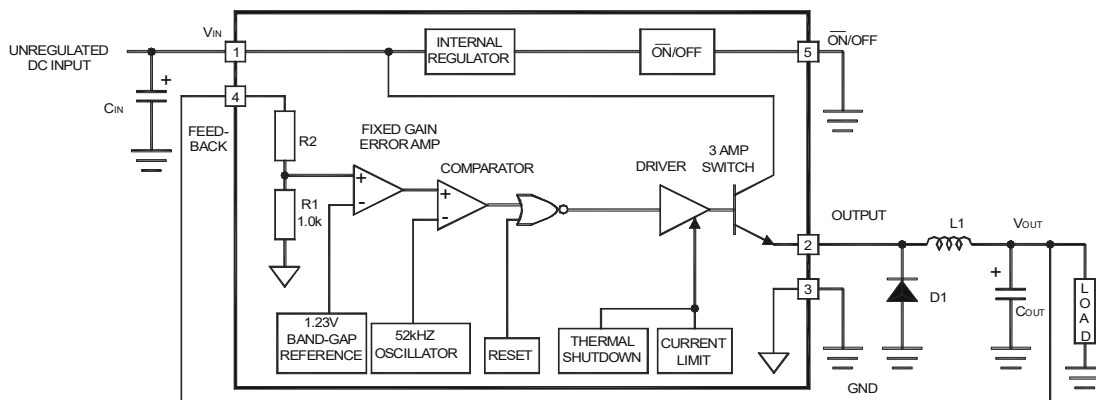 UNREGULATED
DC INPUT
VIN
1
INTERNAL
REGULATOR
ON/OFF
5
ON/OFF
+
CIN
4
FEED-
BACK
R2
FIXED GAIN
ERROR AMP
COMPARATOR
DRIVER
3 AMP
SWITCH
+
-
+
-
R1
1.0k
OUTPUT
2
L1
VOUT
3
D1
+
COUT
LOAD
1.23V
BAND-GAP
REFERENCE
52kHZ
OSCILLATOR
RESET
THERMAL
SHUTDOWN
CURRENT
LIMIT
GND